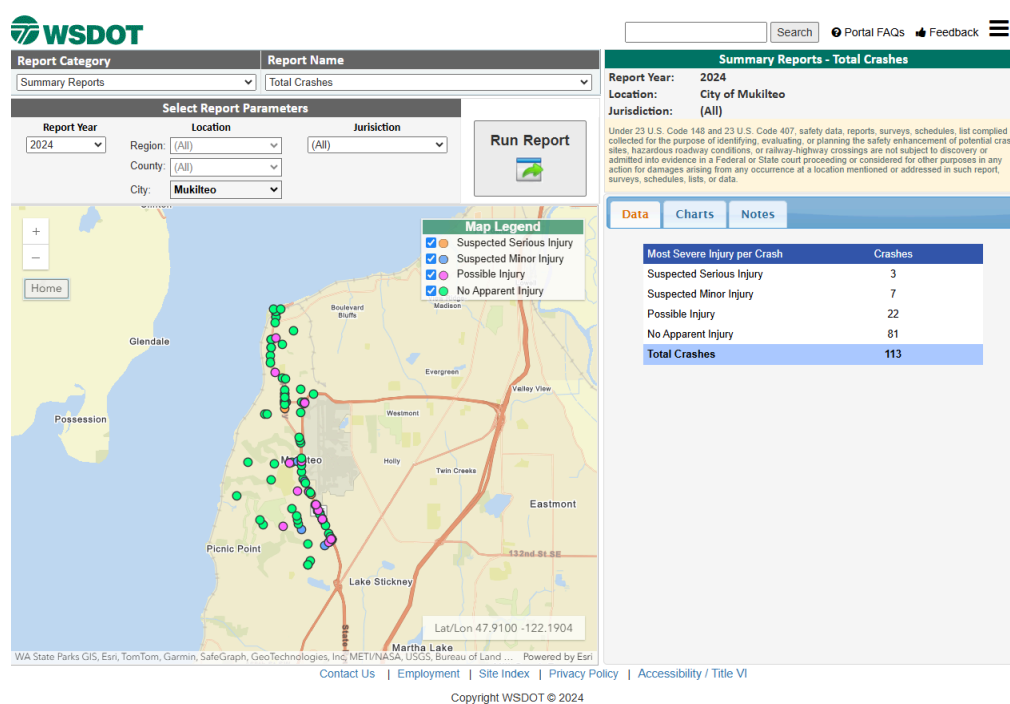 WSDOT
Search
Portal FAQs
Feedback
Report Category
Report Name
Summary Reports
Total Crashes
Select Report Parameters
Report Year
Location
Jurisiction
2024
Region:
(All)
(All)
County:
(All)
City:
Mukilteo
Run Report
Summary Reports - Total Crashes
Report Year: 2024
Location: City of Mukilteo
Jurisdiction: (All)
Under 23 U.S. Code 148 and 23 U.S. Code 407, safety data, reports, surveys, schedules, list complied
collected for the purpose of identifying, evaluating, or planning the safety enhancement of potential cras
sites, hazardous roadway conditions, or railway-highway crossings are not subject to discovery or
admitted into evidence in a Federal or State court proceeding or considered for other purposes in any
action for damages arising from any occurrence at a location mentioned or addressed in such report,
surveys, schedules, lists, or data.
Data
Charts
Notes
Most Severe Injury per Crash Crashes
Suspected Serious Injury 3
Suspected Minor Injury 7
Possible Injury 22
No Apparent Injury 81
Total Crashes 113
+
−
Home
Map Legend
Suspected Serious Injury
Suspected Minor Injury
Possible Injury
No Apparent Injury
Clinton
Madison
Boulevard
Bluffs
Glendale
Evergreen
Valley View
Possession
Westmont
Holly
Twin Creeks
Eastmont
132nd St SE
Picnic Point
Lake Stickney
Lat/Lon 47.9100 -122.1904
Martha Lake
WA State Parks GIS, Esri, TomTom, Garmin, SafeGraph, GeoTechnologies, Inc, METI/NASA, USGS, Bureau of Land ...
Powered by Esri
Contact Us | Employment | Site Index | Privacy Policy | Accessibility / Title VI
Copyright WSDOT © 2024